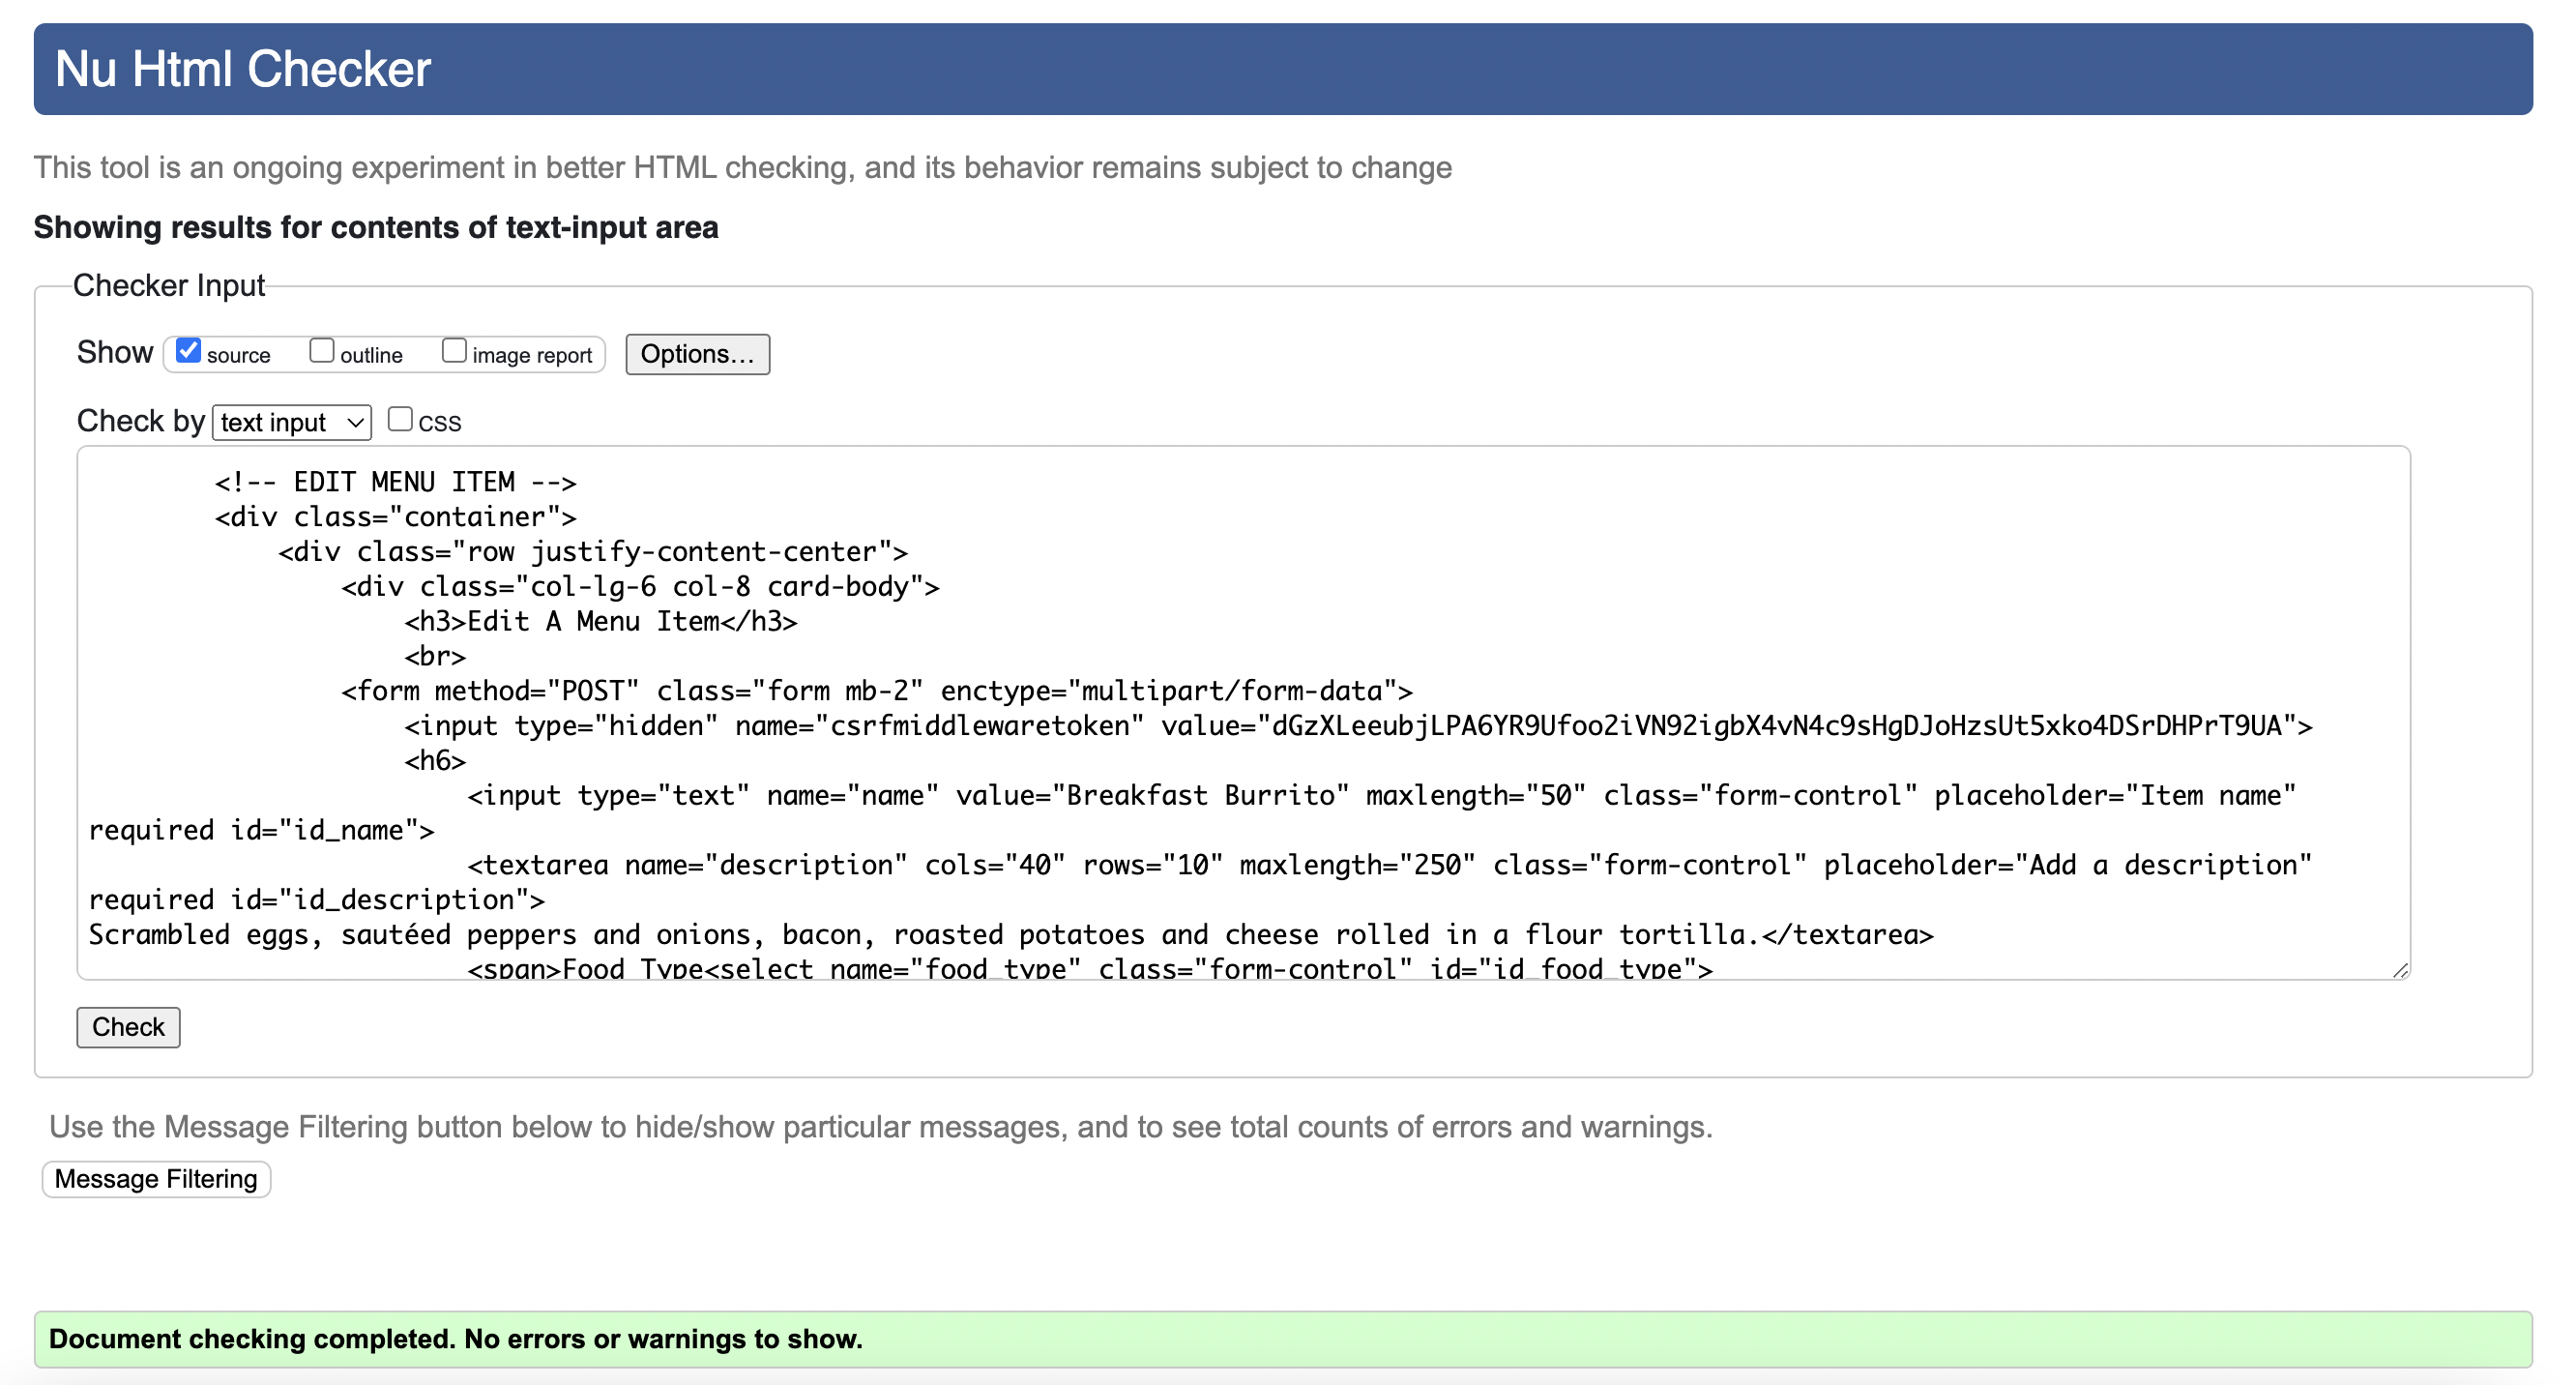 Nu Html Checker
This tool is an ongoing experiment in better HTML checking, and its behavior remains subject to change
Showing results for contents of text-input area
Checker Input
Show source outline image report Options...
Check by text input CSS
<!-- EDIT MENU ITEM -->
<div class="container">
<div class="row justify-content-center">
<div class="col-lg-6 col-8 card-body">
<h3>Edit A Menu Item</h3>
<br>
<form method="POST" class="form mb-2" enctype="multipart/form-data">
<input type="hidden" name="csrfmiddlewaretoken" value="dGzXLeeubjLPA6YR9Ufoo2iVN92igbX4vN4c9sHgDJoHzsUt5xko4DSrDHPrT9UA">
<h6>
<input type="text" name="name" value="Breakfast Burrito" maxlength="50" class="form-control" placeholder="Item name"
required id="id_name">
<textarea name="description" cols="40" rows="10" maxlength="250" class="form-control" placeholder="Add a description"
required id="id_description">
Scrambled eggs, sautéed peppers and onions, bacon, roasted potatoes and cheese rolled in a flour tortilla.</textarea>
<span>Food Type<select name="food_type" class="form-control" id="id_food_type">
Check
Use the Message Filtering button below to hide/show particular messages, and to see total counts of errors and warnings.
Message Filtering
Document checking completed. No errors or warnings to show.